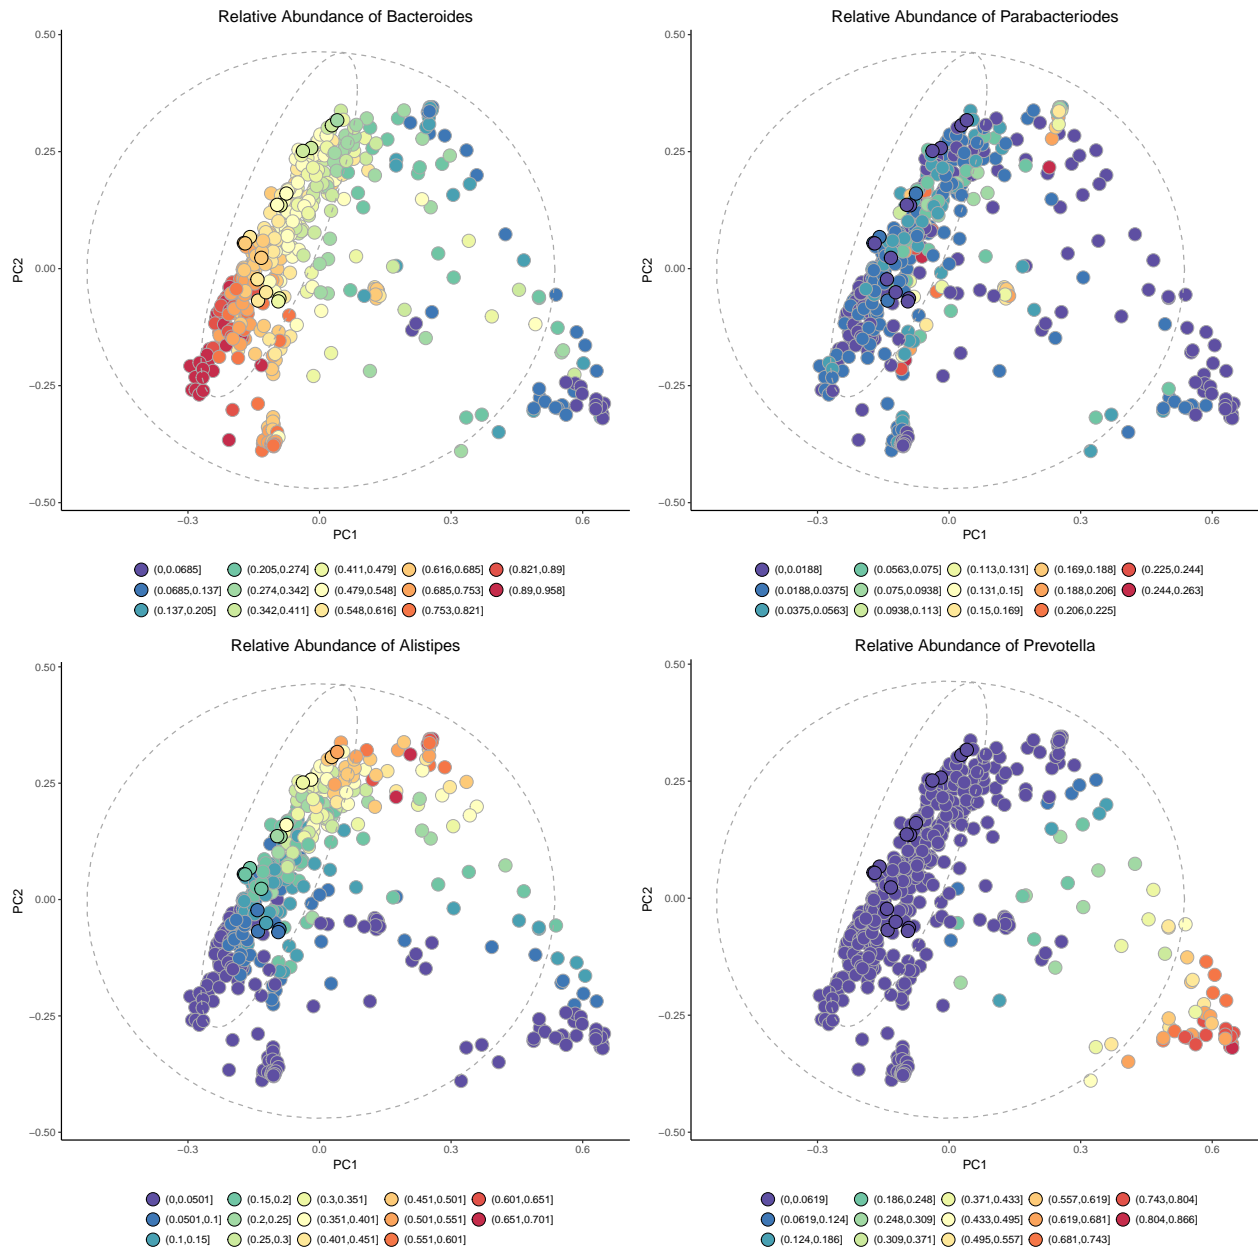 Relative Abundance of Bacteroides
0.50
0.25
0.00
−0.25
−0.50
PC2
−0.3
0.0
0.3
0.6
PC1
(0,0.0685] (0.205,0.274] (0.411,0.479] (0.616,0.685] (0.821,0.89]
(0.0685,0.137] (0.274,0.342] (0.479,0.548] (0.685,0.753] (0.89,0.958]
(0.137,0.205] (0.342,0.411] (0.548,0.616] (0.753,0.821]
Relative Abundance of Parabacteriodes
0.50
0.25
0.00
−0.25
−0.50
PC2
−0.3
0.0
0.3
0.6
PC1
(0,0.0188] (0.0563,0.075] (0.113,0.131] (0.169,0.188] (0.225,0.244]
(0.0188,0.0375] (0.075,0.0938] (0.131,0.15] (0.188,0.206] (0.244,0.263]
(0.0375,0.0563] (0.0938,0.113] (0.15,0.169] (0.206,0.225]
Relative Abundance of Alistipes
0.50
0.25
0.00
−0.25
−0.50
PC2
−0.3
0.0
0.3
0.6
PC1
(0,0.0501] (0.15,0.2] (0.3,0.351] (0.451,0.501] (0.601,0.651]
(0.0501,0.1] (0.2,0.25] (0.351,0.401] (0.501,0.551] (0.651,0.701]
(0.1,0.15] (0.25,0.3] (0.401,0.451] (0.551,0.601]
Relative Abundance of Prevotella
0.50
0.25
0.00
−0.25
−0.50
PC2
−0.3
0.0
0.3
0.6
PC1
(0,0.0619] (0.186,0.248] (0.371,0.433] (0.557,0.619] (0.743,0.804]
(0.0619,0.124] (0.248,0.309] (0.433,0.495] (0.619,0.681] (0.804,0.866]
(0.124,0.186] (0.309,0.371] (0.495,0.557] (0.681,0.743]